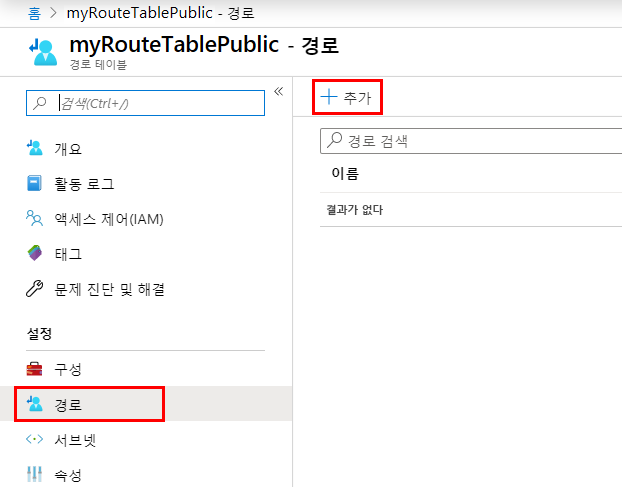 홈 > myRouteTablePublic - 경로
myRouteTablePublic - 경로
경로 테이블
검색(Ctrl+/)
개요
활동 로그
액세스 제어(IAM)
태그
문제 진단 및 해결
설정
구성
경로
서브넷
속성
+ 추가
경로 검색
이름
결과가 없다